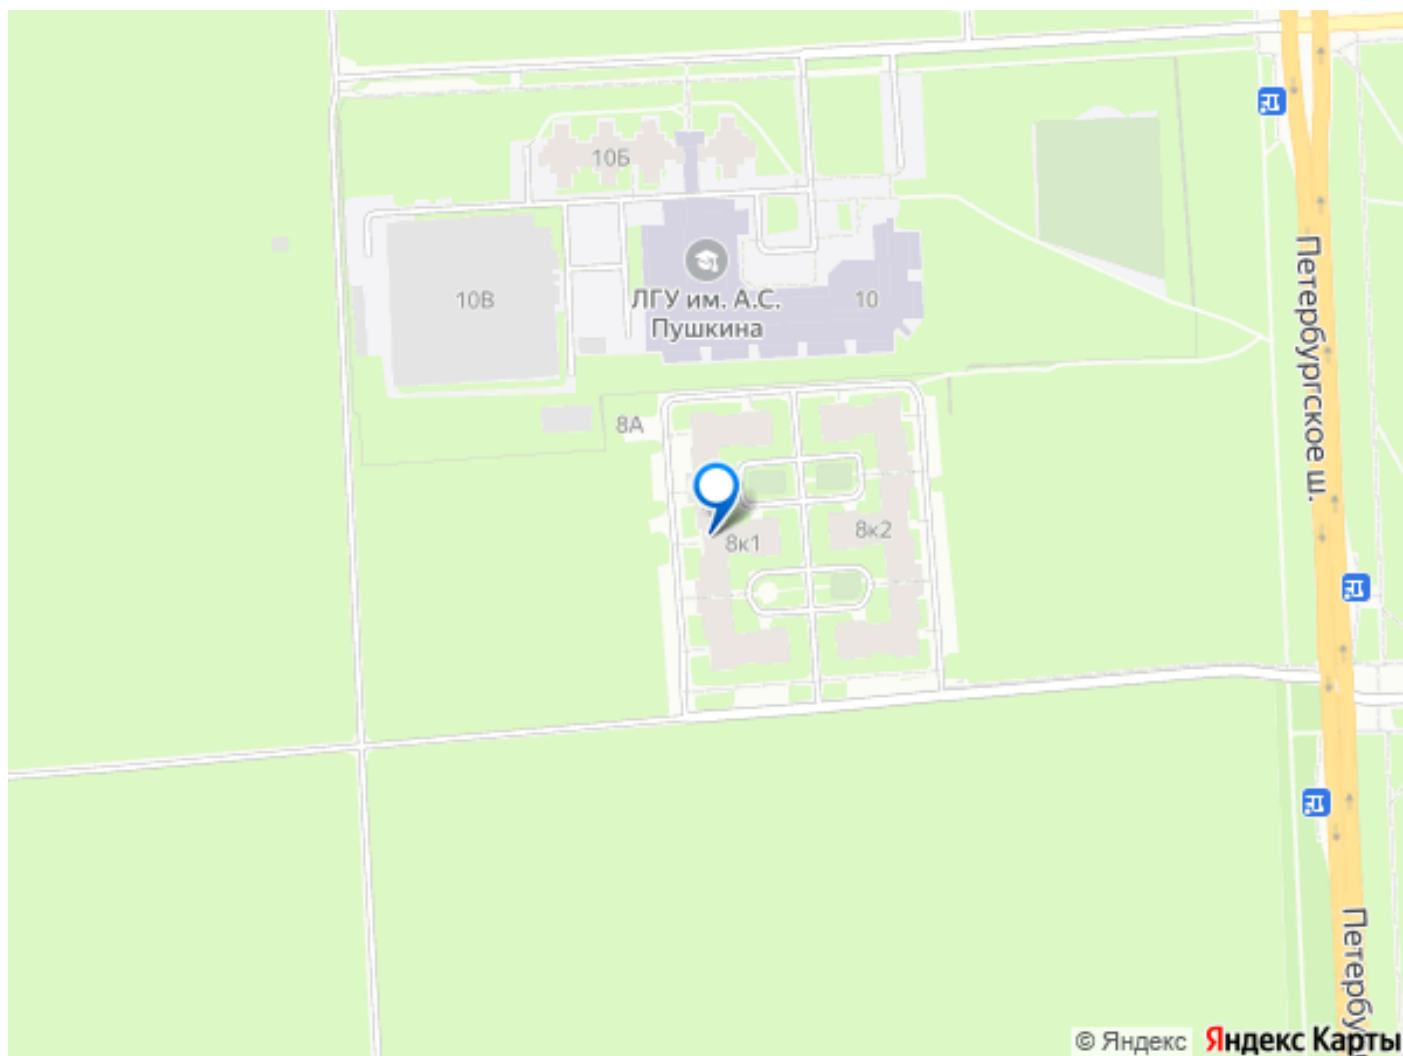 10Б
Петербургское ш.
10В
ЛГУ им. А.С.
Пушкина
10
8А
8к1
8к2
Петербу
© Яндекс Яндекс Карты